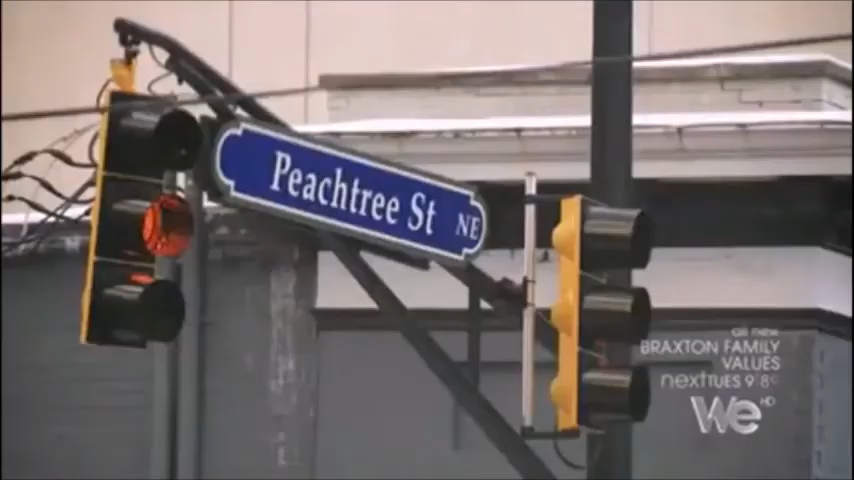 Peachtree St NE
all new
BRAXTON FAMILY
VALUES
next TUES 9 8c
We HD